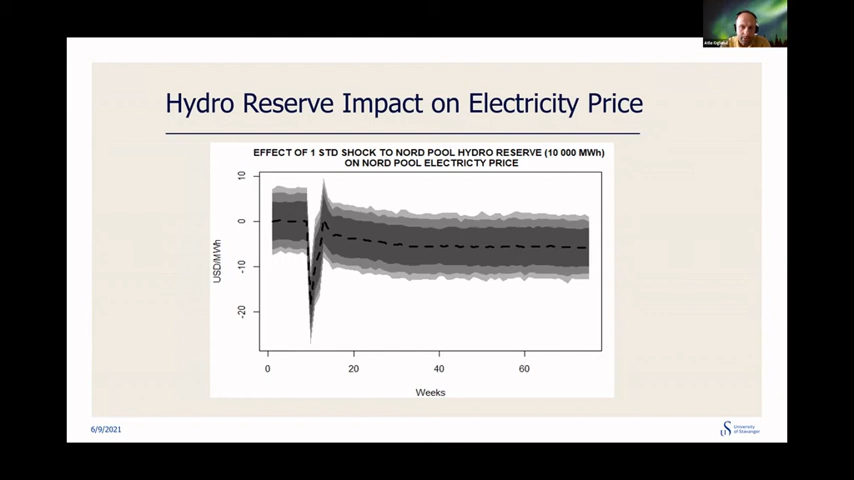 Hydro Reserve Impact on Electricity Price
EFFECT OF 1 STD SHOCK TO NORD POOL HYDRO RESERVE (10 000 MWh)
ON NORD POOL ELECTRICTY PRICE
10
0
-10
-20
USD/MWh
0 20 40 60
Weeks
6/9/2021
University
of Stavanger